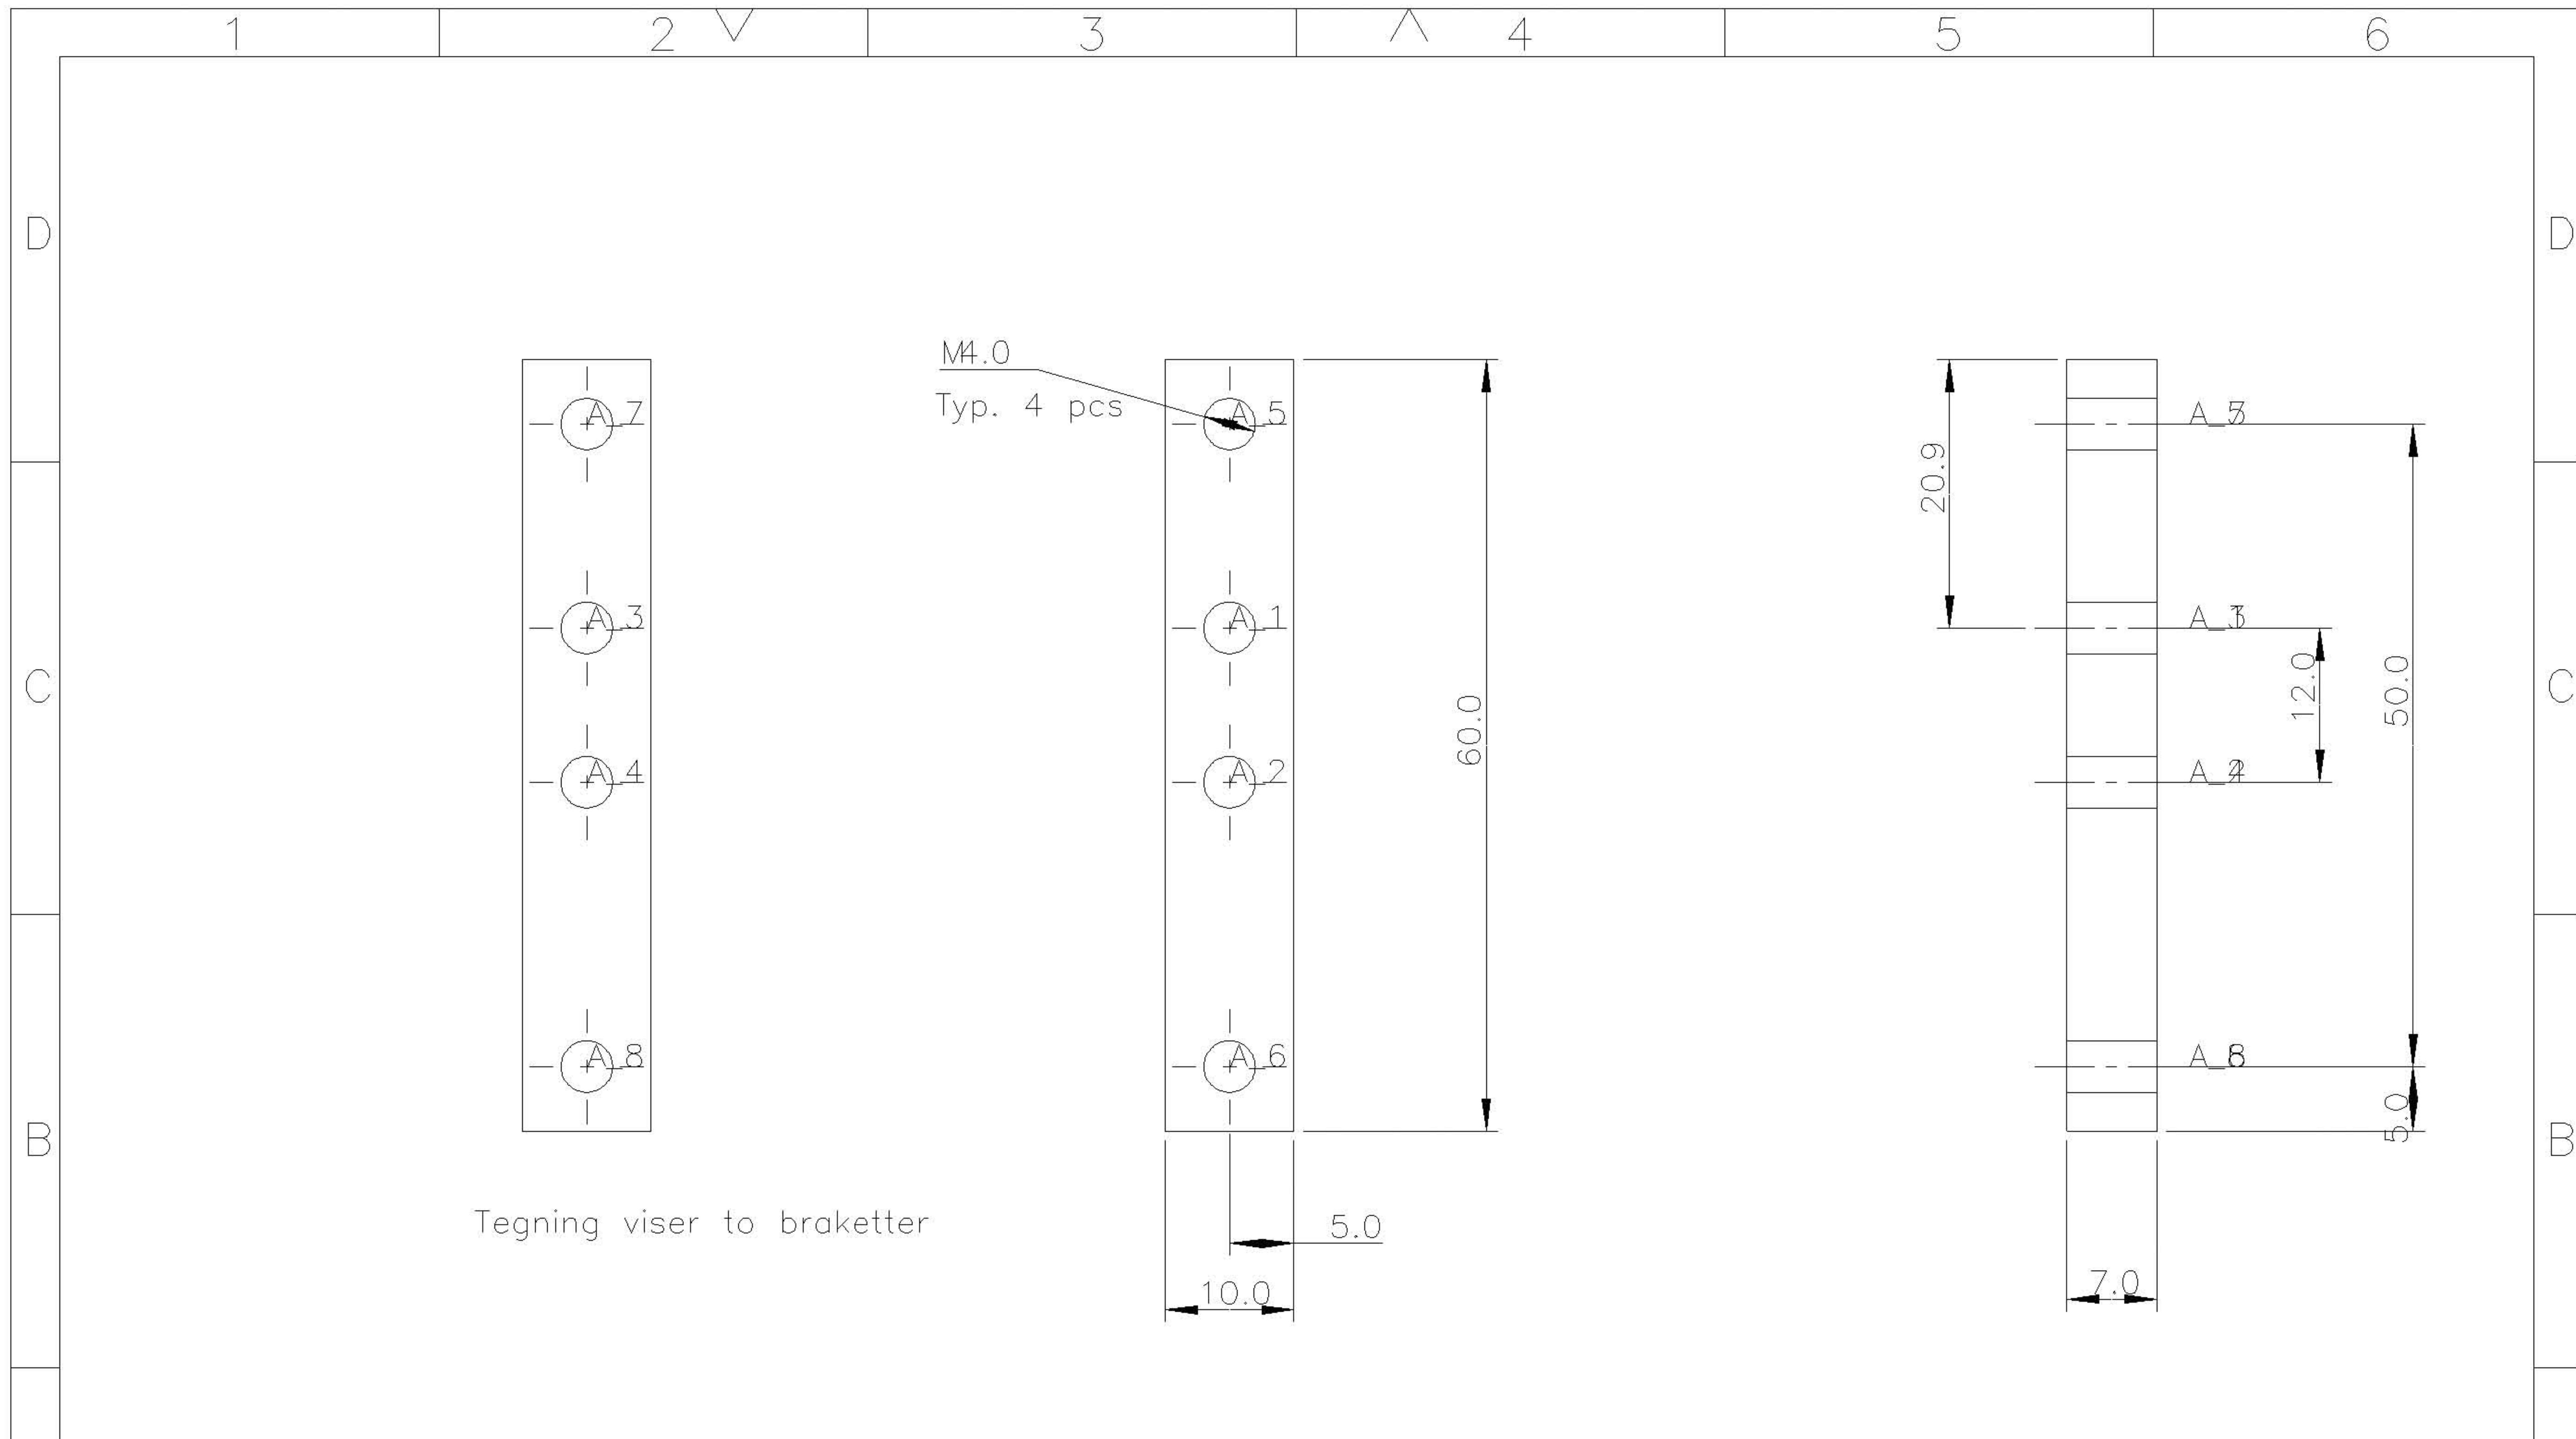 1 2 3 4 5 6
D D
M4.0
Typ. 4 pcs
A_7 A_5
20.9
A_3 A_1
C C
12.0
50.0
60.0
A_4 A_2
A_8 A_6
5.0
B B
Tegning viser to braketter
5.0
10.0
7.0